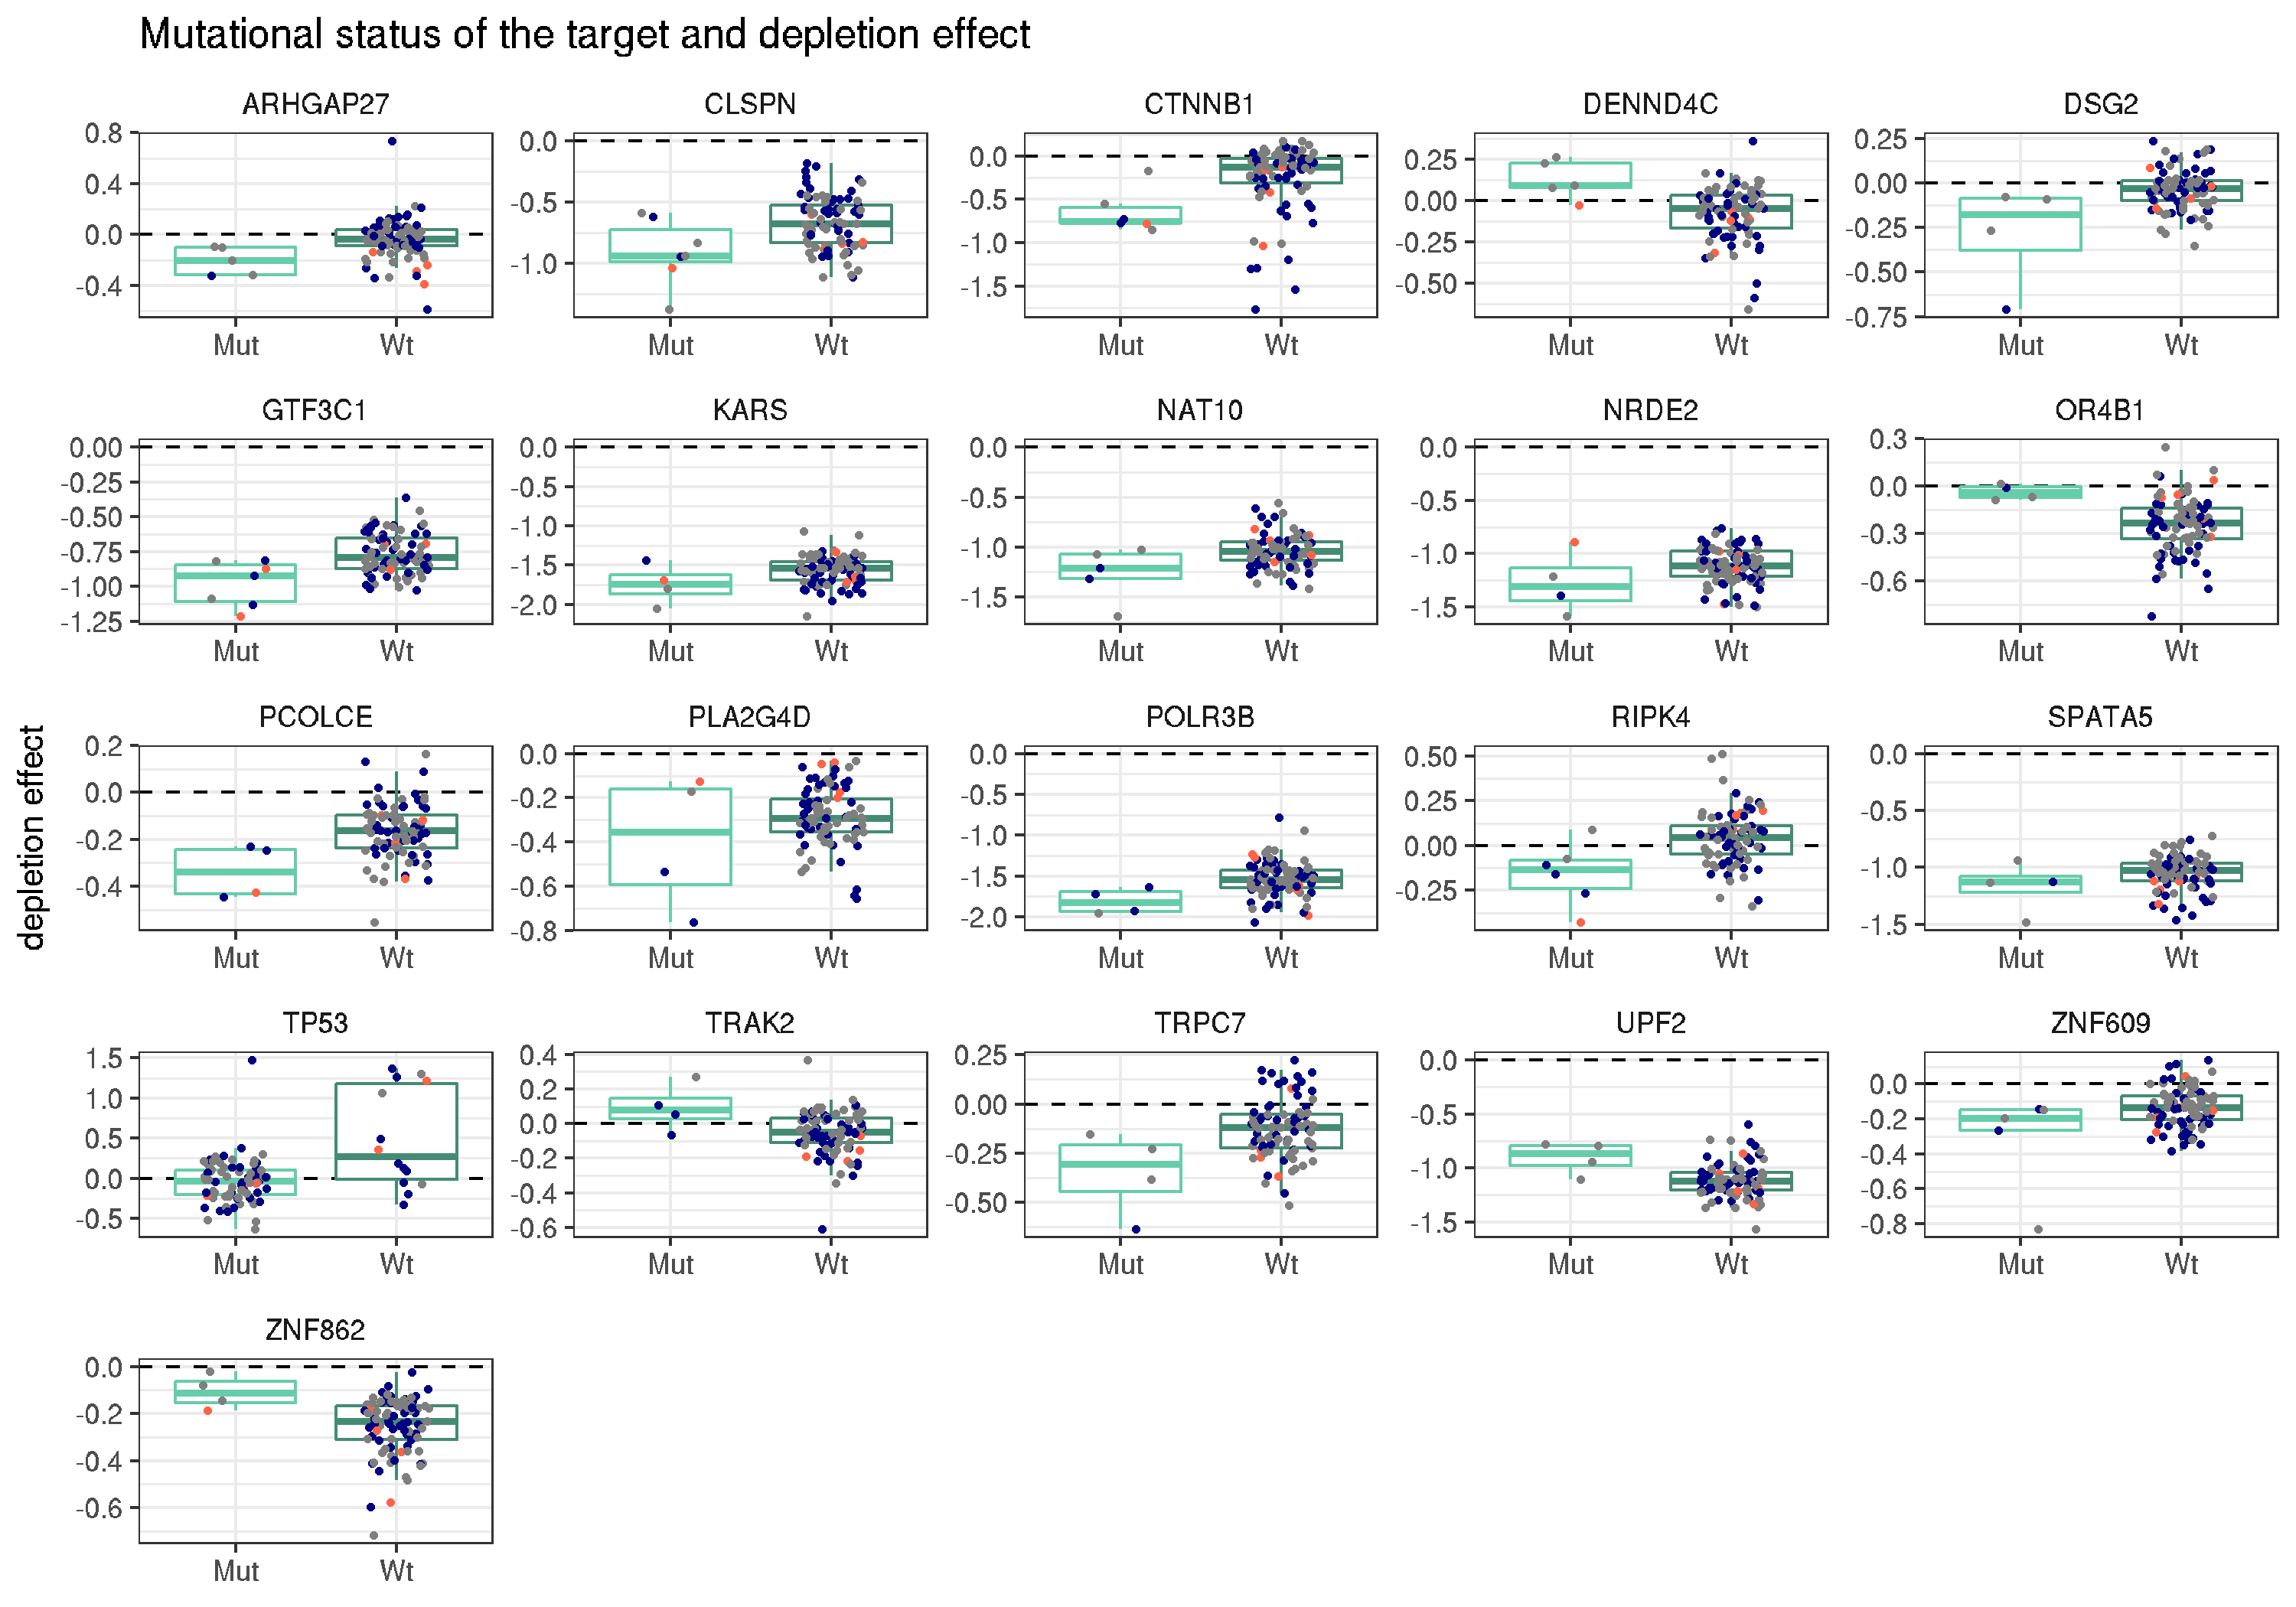 Mutational status of the target and depletion effect
ARHGAP27 CLSPN CTNNB1 DENND4C DSG2
0.8 0.4 0.0 -0.4
0.0 -0.5 -1.0
0.0 -0.5 -1.0 -1.5
0.25 0.00 -0.25 -0.50
0.25 0.00 -0.25 -0.50 -0.75
Mut Wt Mut Wt Mut Wt Mut Wt Mut Wt
GTF3C1 KARS NAT10 NRDE2 OR4B1
0.00 -0.25 -0.50 -0.75 -1.00 -1.25
0.0 -0.5 -1.0 -1.5 -2.0
0.0 -0.5 -1.0 -1.5
0.0 -0.5 -1.0 -1.5
0.3 0.0 -0.3 -0.6
Mut Wt Mut Wt Mut Wt Mut Wt Mut Wt
depletion effect
PCOLCE PLA2G4D POLR3B RIPK4 SPATA5
0.2 0.0 -0.2 -0.4
0.0 -0.2 -0.4 -0.6 -0.8
0.0 -0.5 -1.0 -1.5 -2.0
0.50 0.25 0.00 -0.25
0.0 -0.5 -1.0 -1.5
Mut Wt Mut Wt Mut Wt Mut Wt Mut Wt
TP53 TRAK2 TRPC7 UPF2 ZNF609
1.5 1.0 0.5 0.0 -0.5
0.4 0.2 0.0 -0.2 -0.4 -0.6
0.25 0.00 -0.25 -0.50
0.0 -0.5 -1.0 -1.5
0.0 -0.2 -0.4 -0.6 -0.8
Mut Wt Mut Wt Mut Wt Mut Wt Mut Wt
ZNF862
0.0 -0.2 -0.4 -0.6
Mut Wt